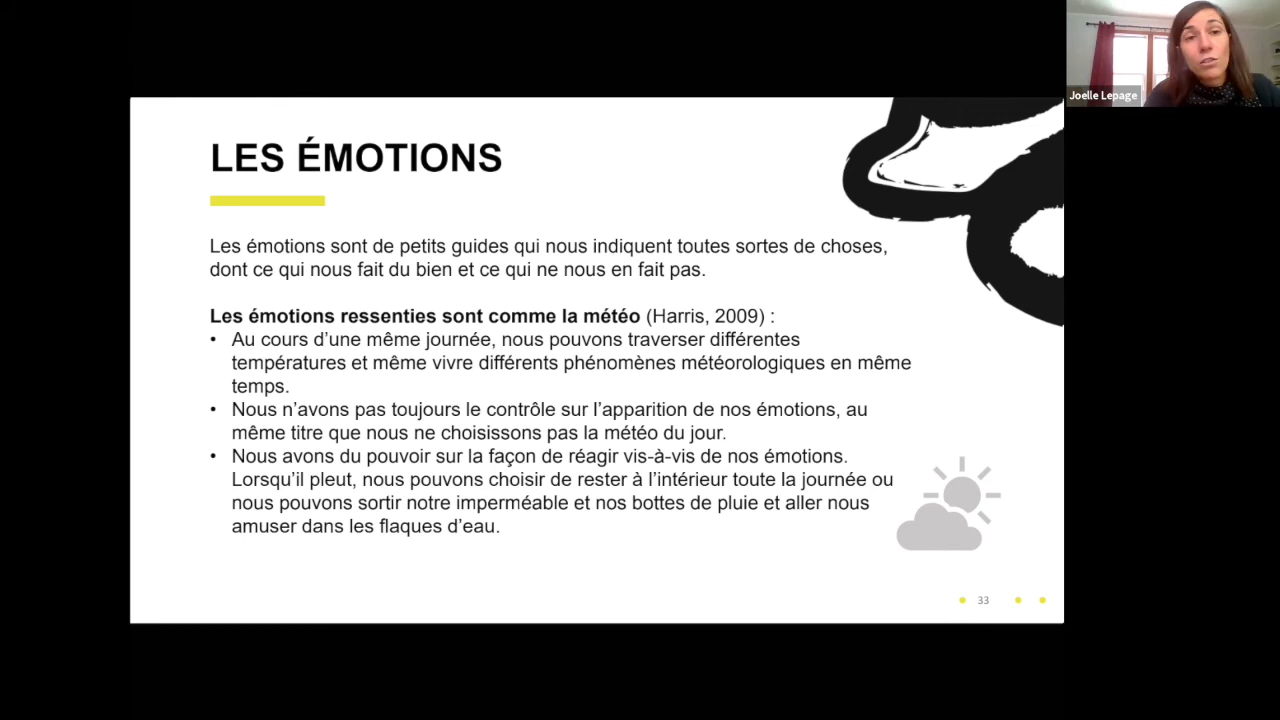 Joelle Lepage
LES ÉMOTIONS
Les émotions sont de petits guides qui nous indiquent toutes sortes de choses,
dont ce qui nous fait du bien et ce qui ne nous en fait pas.
Les émotions ressenties sont comme la météo (Harris, 2009) :
• Au cours d’une même journée, nous pouvons traverser différentes
températures et même vivre différents phénomènes météorologiques en même
temps.
• Nous n’avons pas toujours le contrôle sur l’apparition de nos émotions, au
même titre que nous ne choisissons pas la météo du jour.
• Nous avons du pouvoir sur la façon de réagir vis-à-vis de nos émotions.
Lorsqu’il pleut, nous pouvons choisir de rester à l’intérieur toute la journée ou
nous pouvons sortir notre imperméable et nos bottes de pluie et aller nous
amuser dans les flaques d’eau.
33